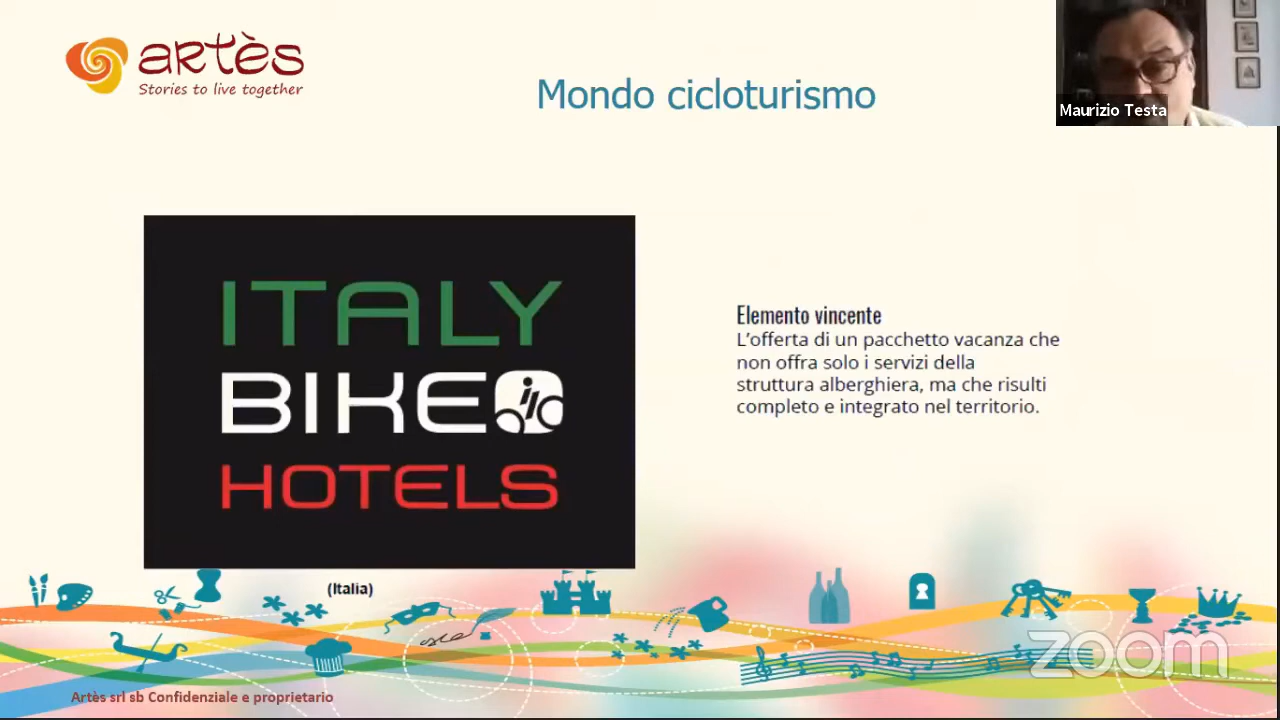 artès
Stories to live together
Mondo cicloturismo
Maurizio Testa
ITALY
BIKE
HOTELS
Elemento vincente
L’offerta di un pacchetto vacanza che
non offra solo i servizi della
struttura alberghiera, ma che risulti
completo e integrato nel territorio.
(Italia)
zoom
Artès srl sb Confidenziale e proprietario